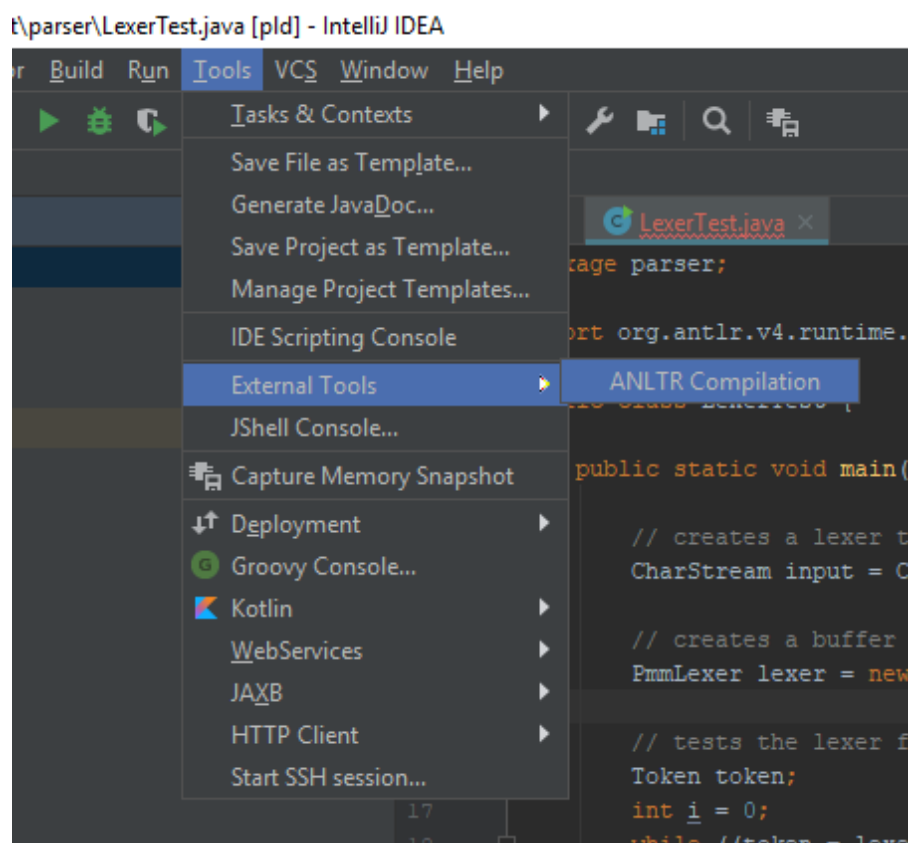 t\parser\LexerTest.java [pld] - IntelliJ IDEA
or Build Run Tools VCS Window Help
Tasks & Contexts
Save File as Template...
Generate JavaDoc...
Save Project as Template...
Manage Project Templates...
IDE Scripting Console
External Tools
ANLTR Compilation
JShell Console...
Capture Memory Snapshot
Deployment
Groovy Console...
Kotlin
WebServices
JAXB
HTTP Client
Start SSH session...
LexerTest.java
kage parser;
ort org.antlr.v4.runtime.
public static void main(
// creates a lexer t
CharStream input = C
// creates a buffer
PmmLexer lexer = new
// tests the lexer f
Token token;
17 int i = 0;